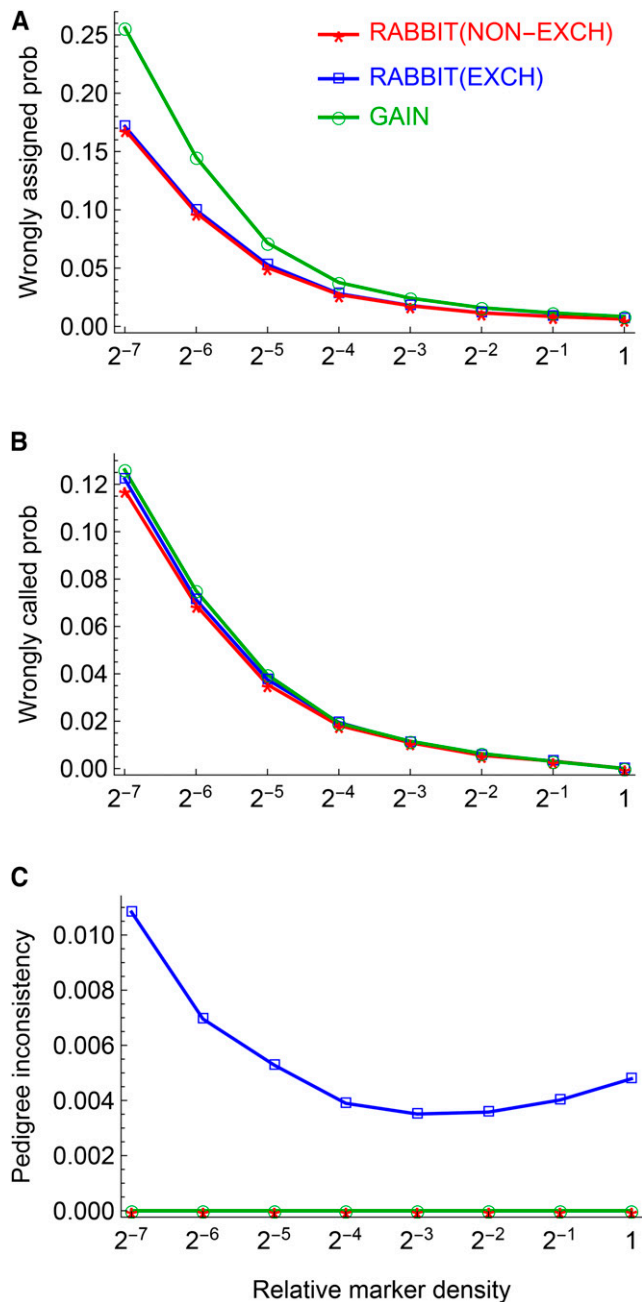 A
RABBIT(NON-EXCH)
RABBIT(EXCH)
GAIN
Wrongly assigned prob
0.25
0.20
0.15
0.10
0.05
0.00
2⁻⁷ 2⁻⁶ 2⁻⁵ 2⁻⁴ 2⁻³ 2⁻² 2⁻¹ 1
B
Wrongly called prob
0.12
0.10
0.08
0.06
0.04
0.02
0.00
2⁻⁷ 2⁻⁶ 2⁻⁵ 2⁻⁴ 2⁻³ 2⁻² 2⁻¹ 1
C
Pedigree inconsistency
0.010
0.008
0.006
0.004
0.002
0.000
2⁻⁷ 2⁻⁶ 2⁻⁵ 2⁻⁴ 2⁻³ 2⁻² 2⁻¹ 1
Relative marker density